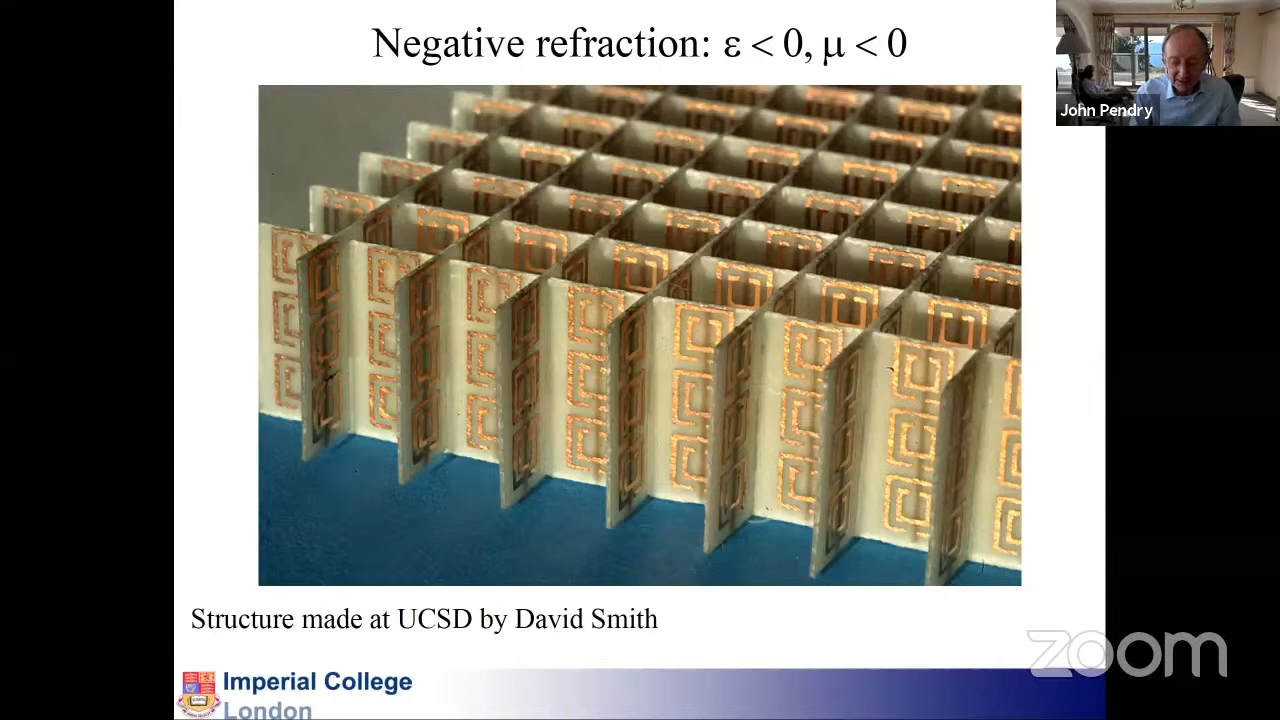 Negative refraction: ε < 0, μ < 0
John Pendry
Structure made at UCSD by David Smith
zoom
Imperial College
London